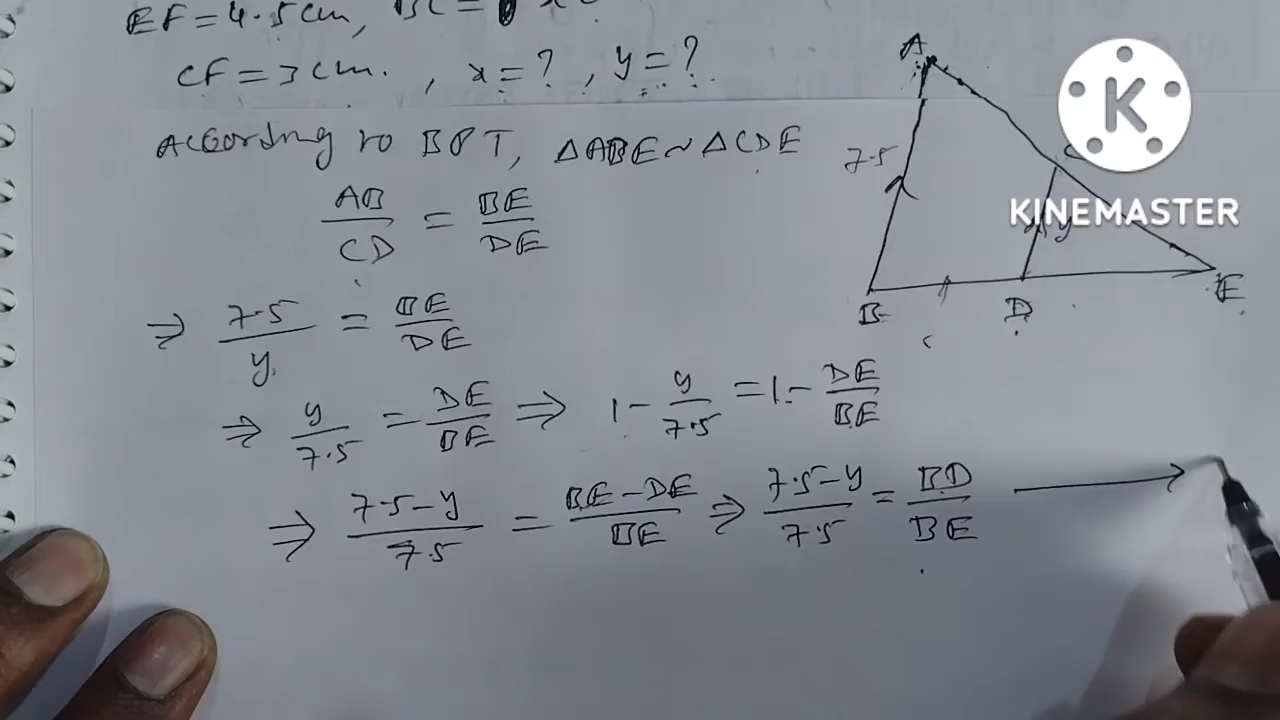 EF = 4.5 cm,
CF = 3 cm. , x = ? , y = ?
According to BPT, △ABE ~ △CDE
AB/CD = BE/DE
⇒ 7.5/y = BE/DE
⇒ y/7.5 = DE/BE ⇒ 1 - y/7.5 = 1 - DE/BE
⇒ 7.5-y/7.5 = BE-DE/BE ⇒ 7.5-y/7.5 = BD/BE →
A
7.5
C
y
B D E
K
KINEMASTER